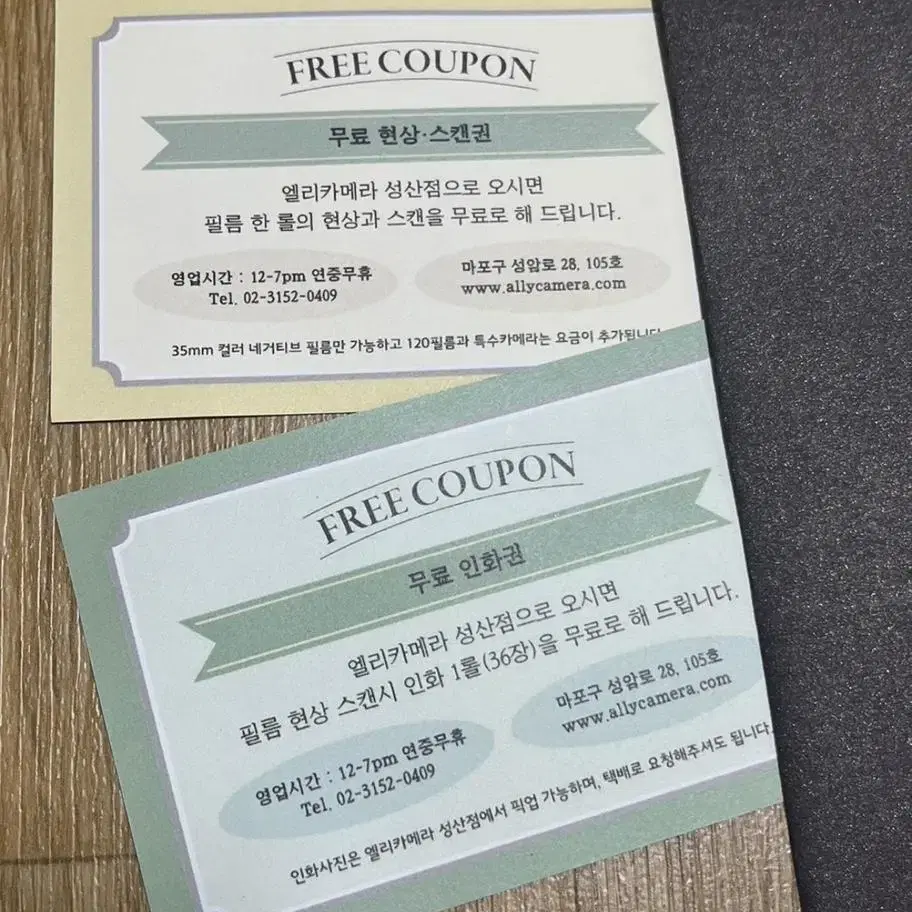 FREE COUPON
무료 현상·스캔권
엘리카메라 성산점으로 오시면
필름 한 롤의 현상과 스캔을 무료로 해 드립니다.
영업시간 : 12-7pm 연중무휴
Tel. 02-3152-0409
마포구 성암로 28, 105호
www.allycamera.com
35mm 컬러 네거티브 필름만 가능하고 120필름과 특수카메라는 요금이 추가됩니다
FREE COUPON
무료 인화권
엘리카메라 성산점으로 오시면
필름 현상 스캔시 인화 1롤(36장)을 무료로 해 드립니다.
영업시간 : 12-7pm 연중무휴
Tel. 02-3152-0409
마포구 성암로 28, 105호
www.allycamera.com
인화사진은 엘리카메라 성산점에서 픽업 가능하며, 택배로 요청해주셔도 됩니다.